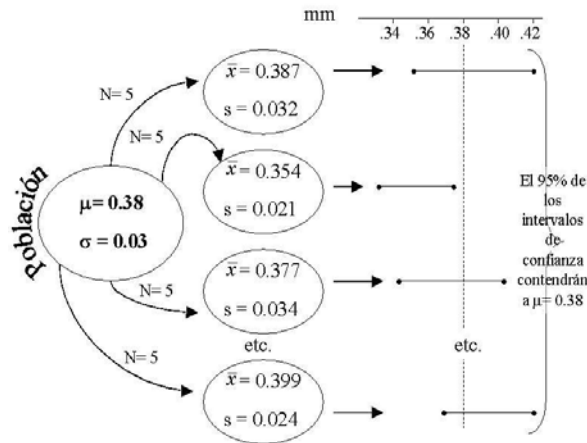 mm
.34 .36 .38 .40 .42
N= 5
x̄ = 0.387
s = 0.032
N= 5
x̄ = 0.354
s = 0.021
Población
μ= 0.38
σ = 0.03
El 95% de
los
intervalos
de
confianza
contendrán
a μ= 0.38
N= 5
x̄ = 0.377
s = 0.034
etc.
etc.
N= 5
x̄ = 0.399
s = 0.024